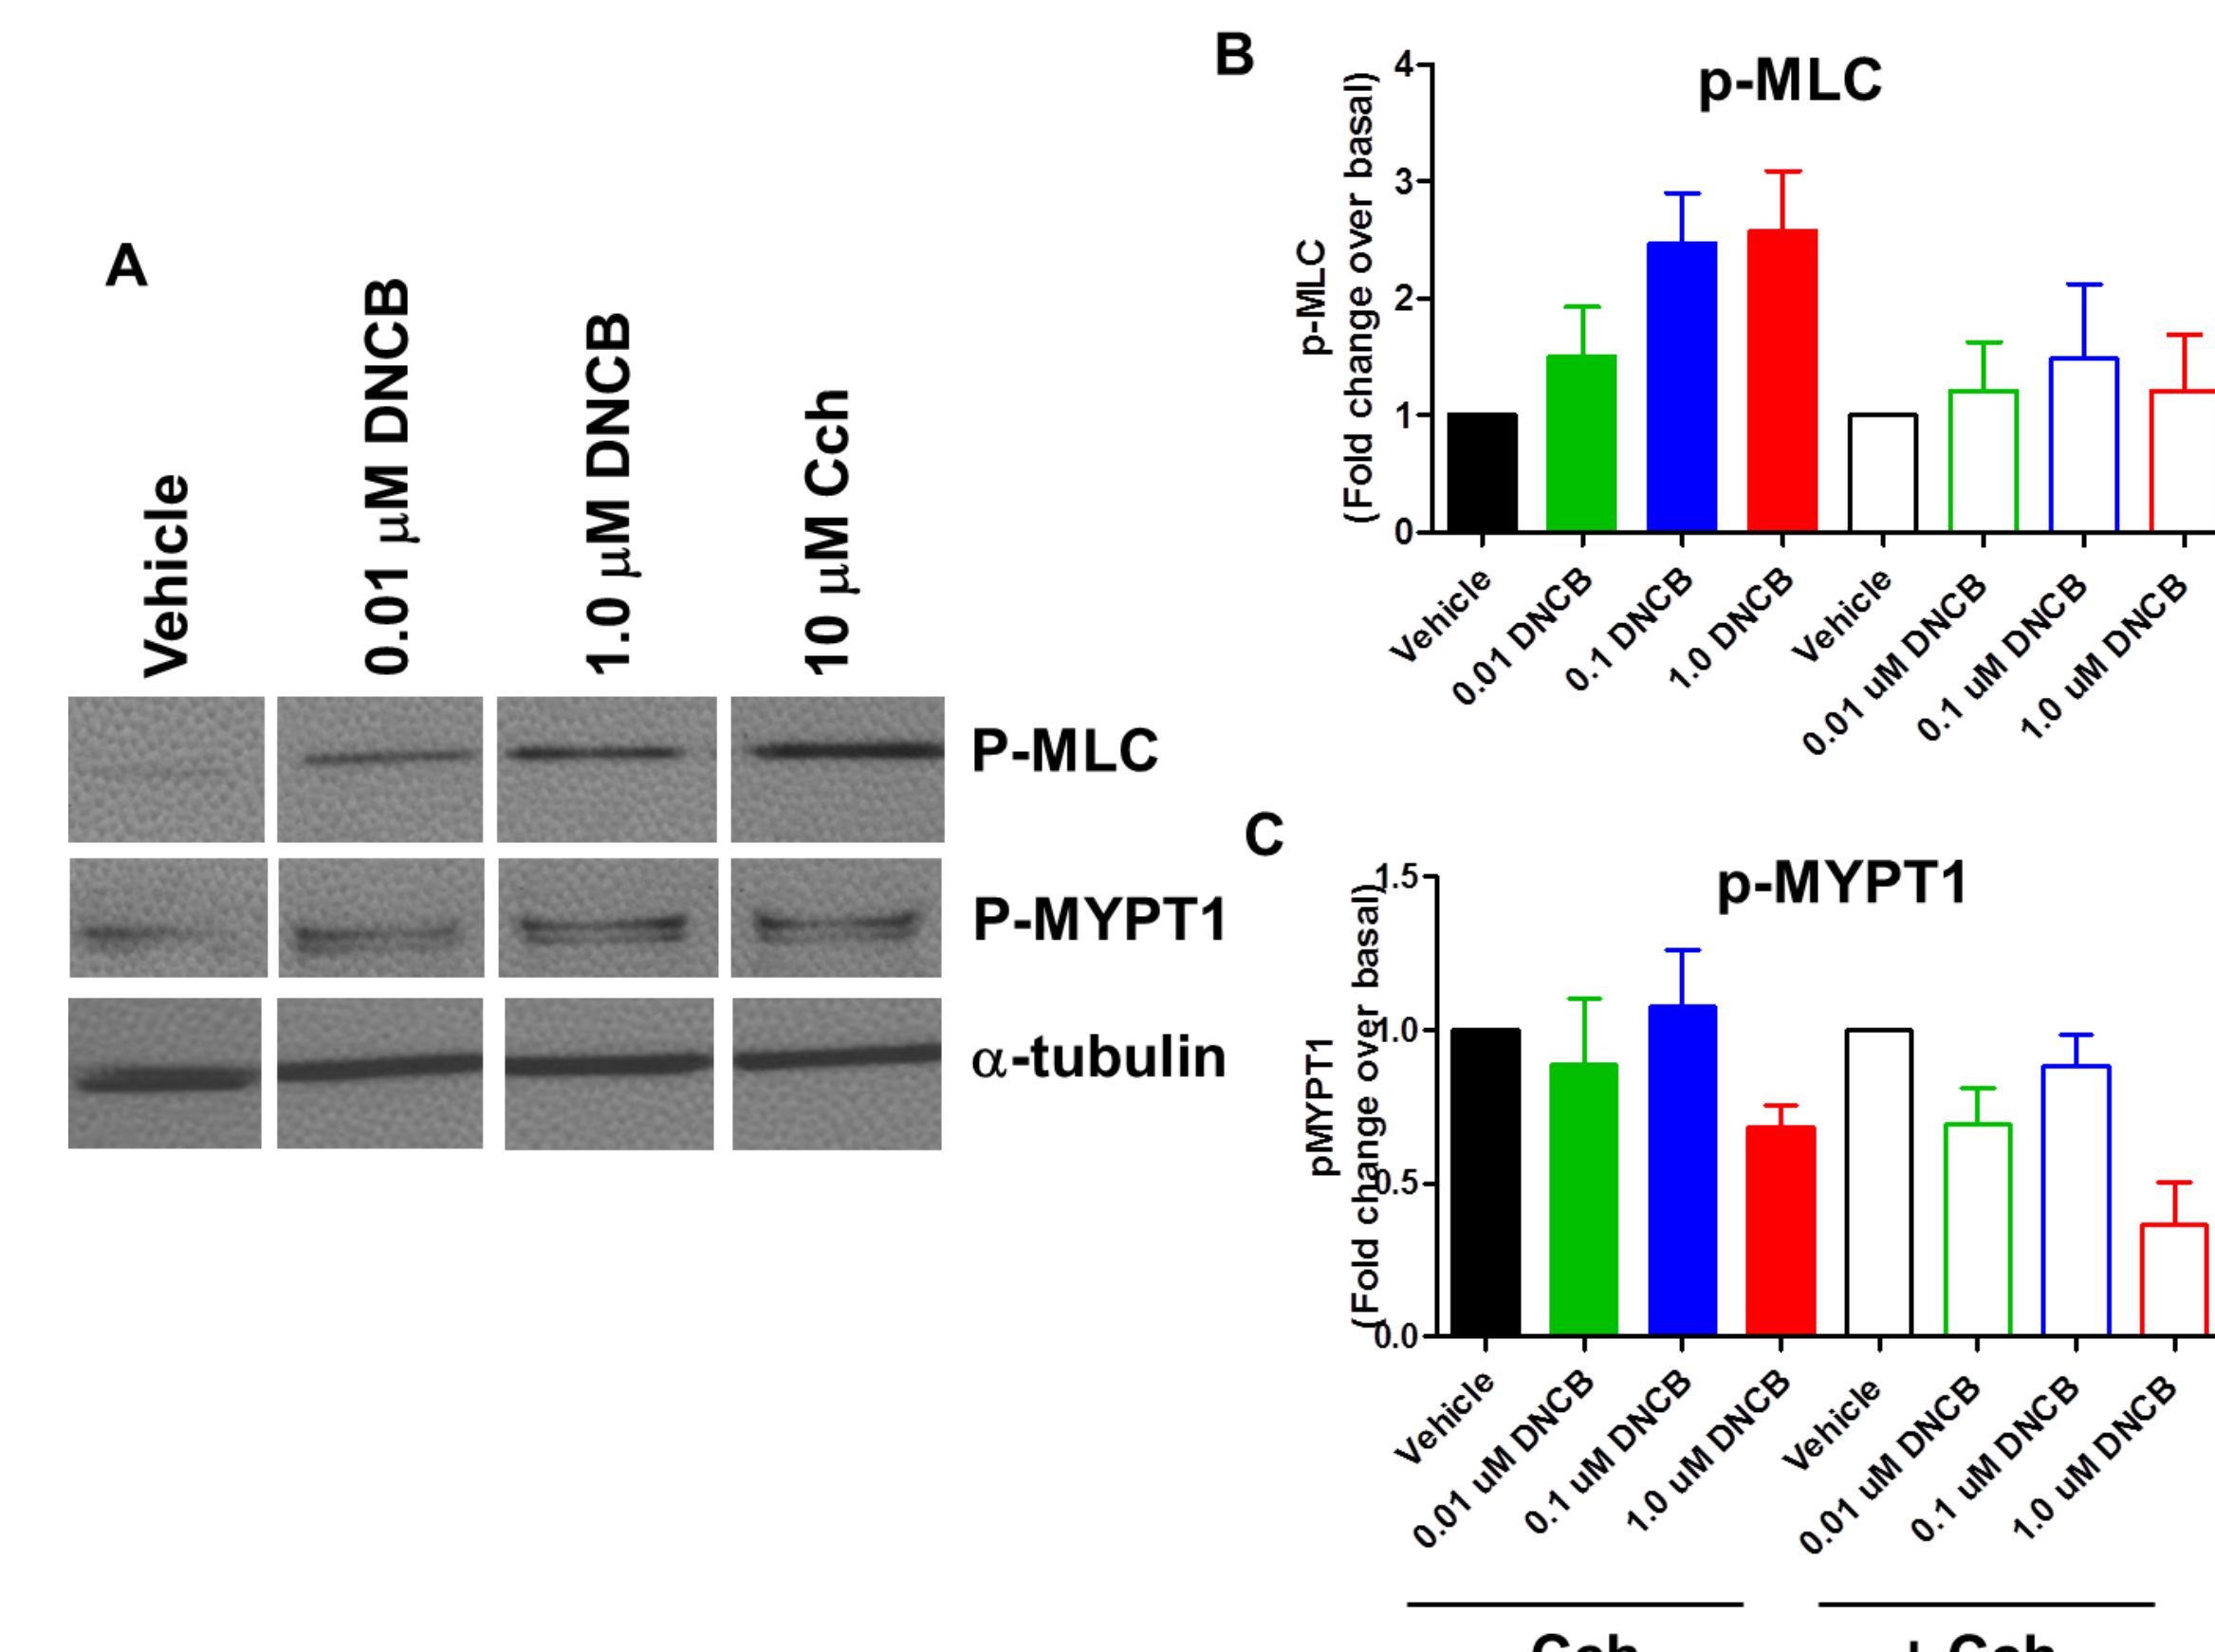 A
Vehicle
0.01 μM DNCB
1.0 μM DNCB
10 μM Cch
P-MLC
P-MYPT1
α-tubulin
B
p-MLC
p-MLC
(Fold change over basal)
4
3
2
1
0
Vehicle
0.01 DNCB
0.1 DNCB
1.0 DNCB
Vehicle
0.01 uM DNCB
0.1 uM DNCB
1.0 uM DNCB
C
p-MYPT1
pMYPT1
(Fold change over basal)
1.5
1.0
0.5
0.0
Vehicle
0.01 uM DNCB
0.1 uM DNCB
1.0 uM DNCB
Vehicle
0.01 uM DNCB
0.1 uM DNCB
1.0 uM DNCB
Cch
+ Cch